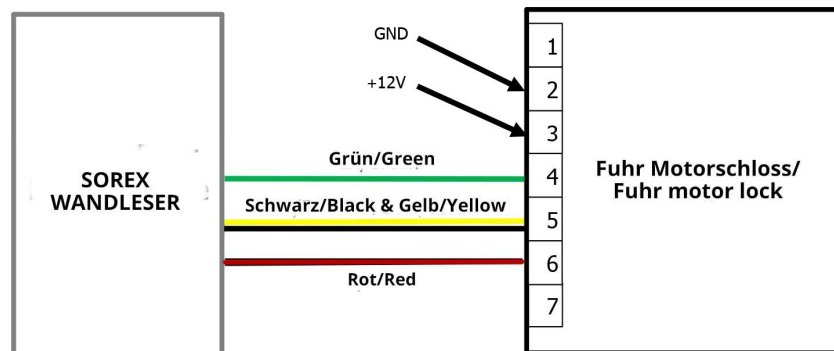 GND
+12V
1
2
3
4
5
6
7
Grün/Green
Schwarz/Black & Gelb/Yellow
Rot/Red
SOREX
WANDLESER
Fuhr Motorschloss/
Fuhr motor lock